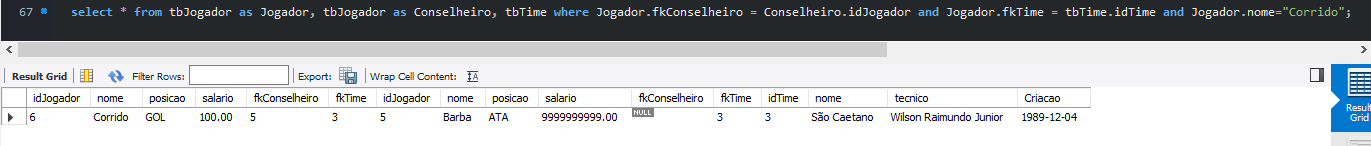 67 select * from tbJogador as Jogador, tbJogador as Conselheiro, tbTime where Jogador.fkConselheiro = Conselheiro.idJogador and Jogador.fkTime = tbTime.idTime and Jogador.nome="Corrido";
Result Grid Filter Rows: Export: Wrap Cell Content: IA
idJogador nome posicao salario fkConselheiro fkTime idJogador nome posicao salario fkConselheiro fkTime idTime nome tecnico Criacao
6 Corrido GOL 100.00 5 3 5 Barba ATA 9999999999.00 NULL 3 3 São Caetano Wilson Raimundo Junior 1989-12-04
Result
Grid